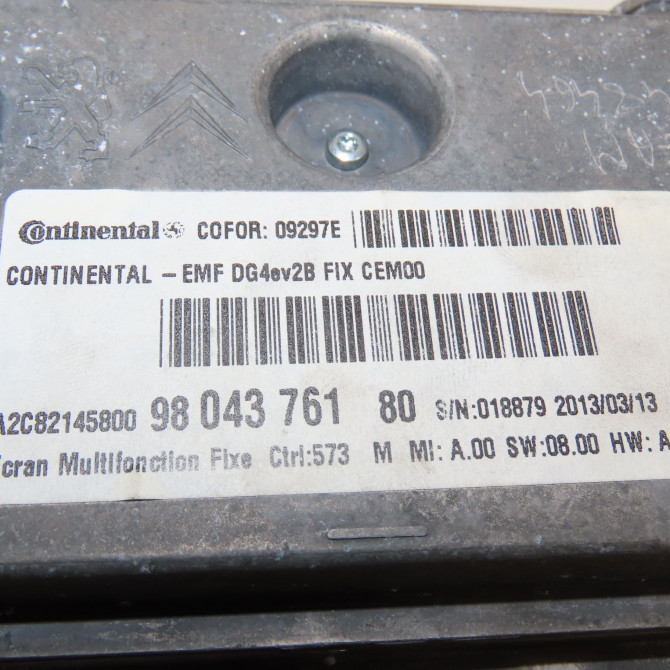 Continental COFOR: 09297E
CONTINENTAL - EMF DG4ev2B FIX CEM00
A2C82145800 98 043 761 80 S/N:018879 2013/03/13
cran Multifonction Fixe Ctrl:573 M MI: A.00 SW:08.00 HW: A